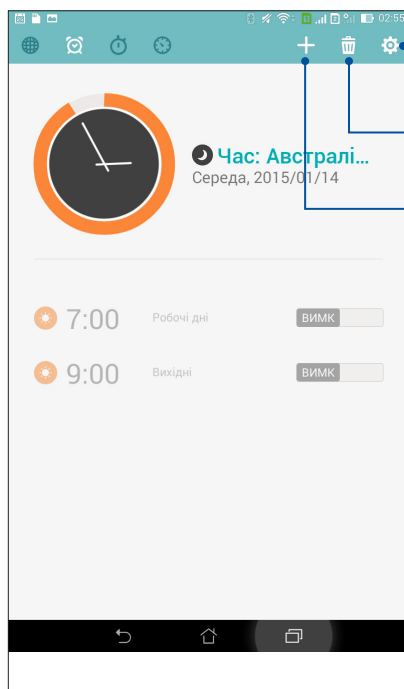 02:55
Час: Австралі...
Середа, 2015/01/14
7:00 Робочі дні ВИМК
9:00 Вихідні ВИМК